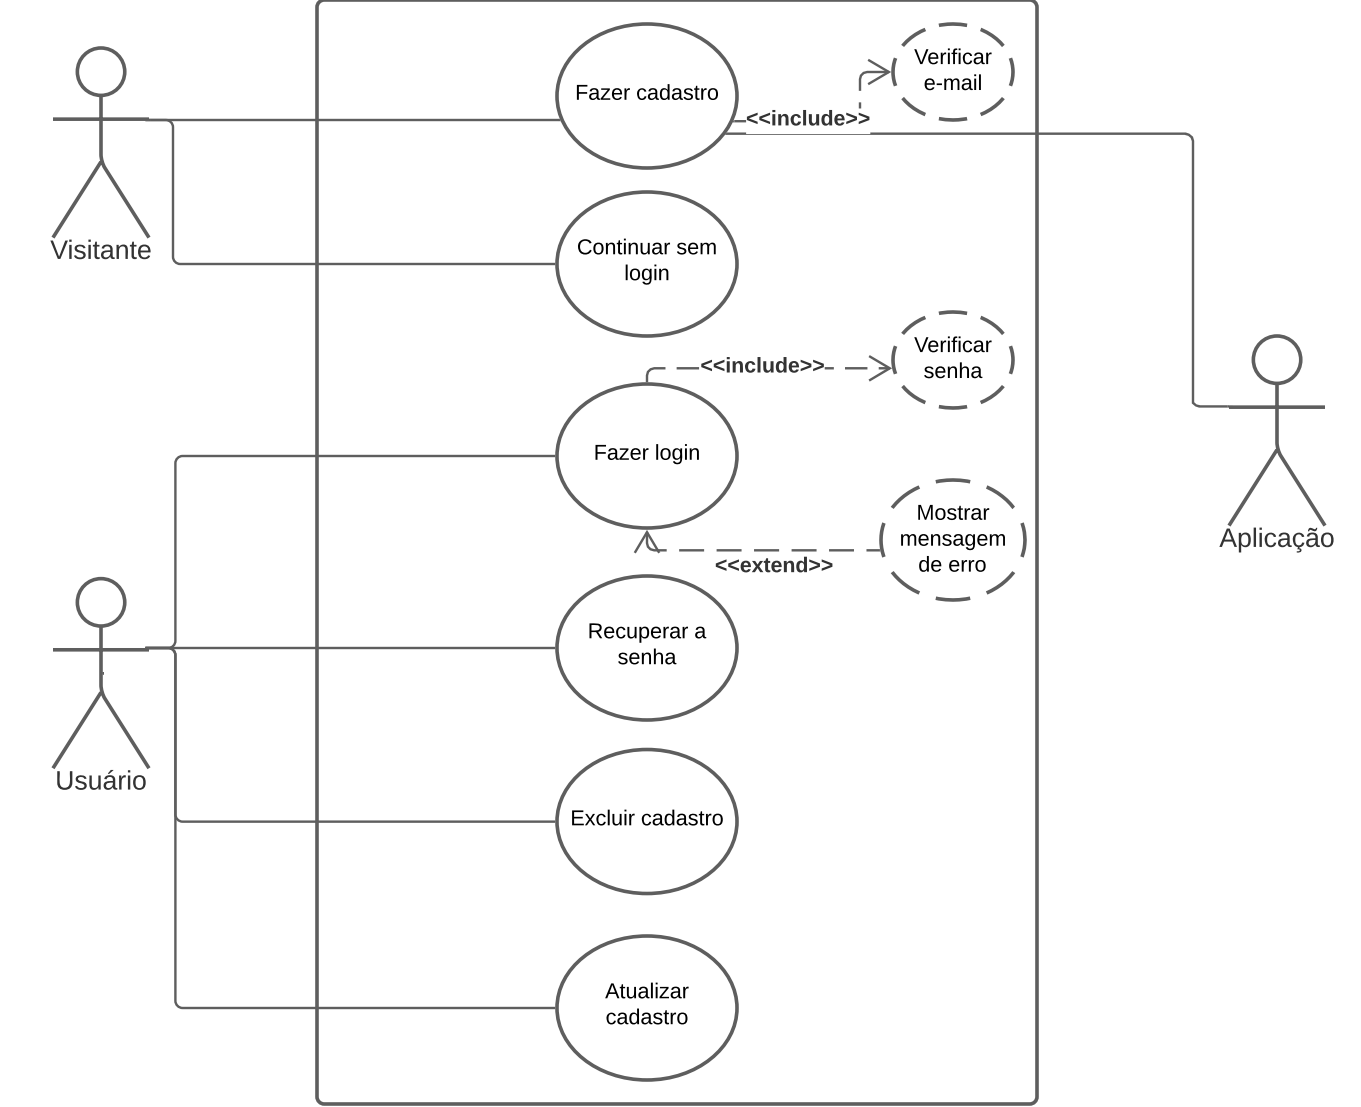 Fazer cadastro
Verificar
e-mail
<<include>>
Visitante
Continuar sem
login
<<include>>
Verificar
senha
Fazer login
Mostrar
mensagem
de erro
<<extend>>
Aplicação
Recuperar a
senha
Usuário
Excluir cadastro
Atualizar
cadastro